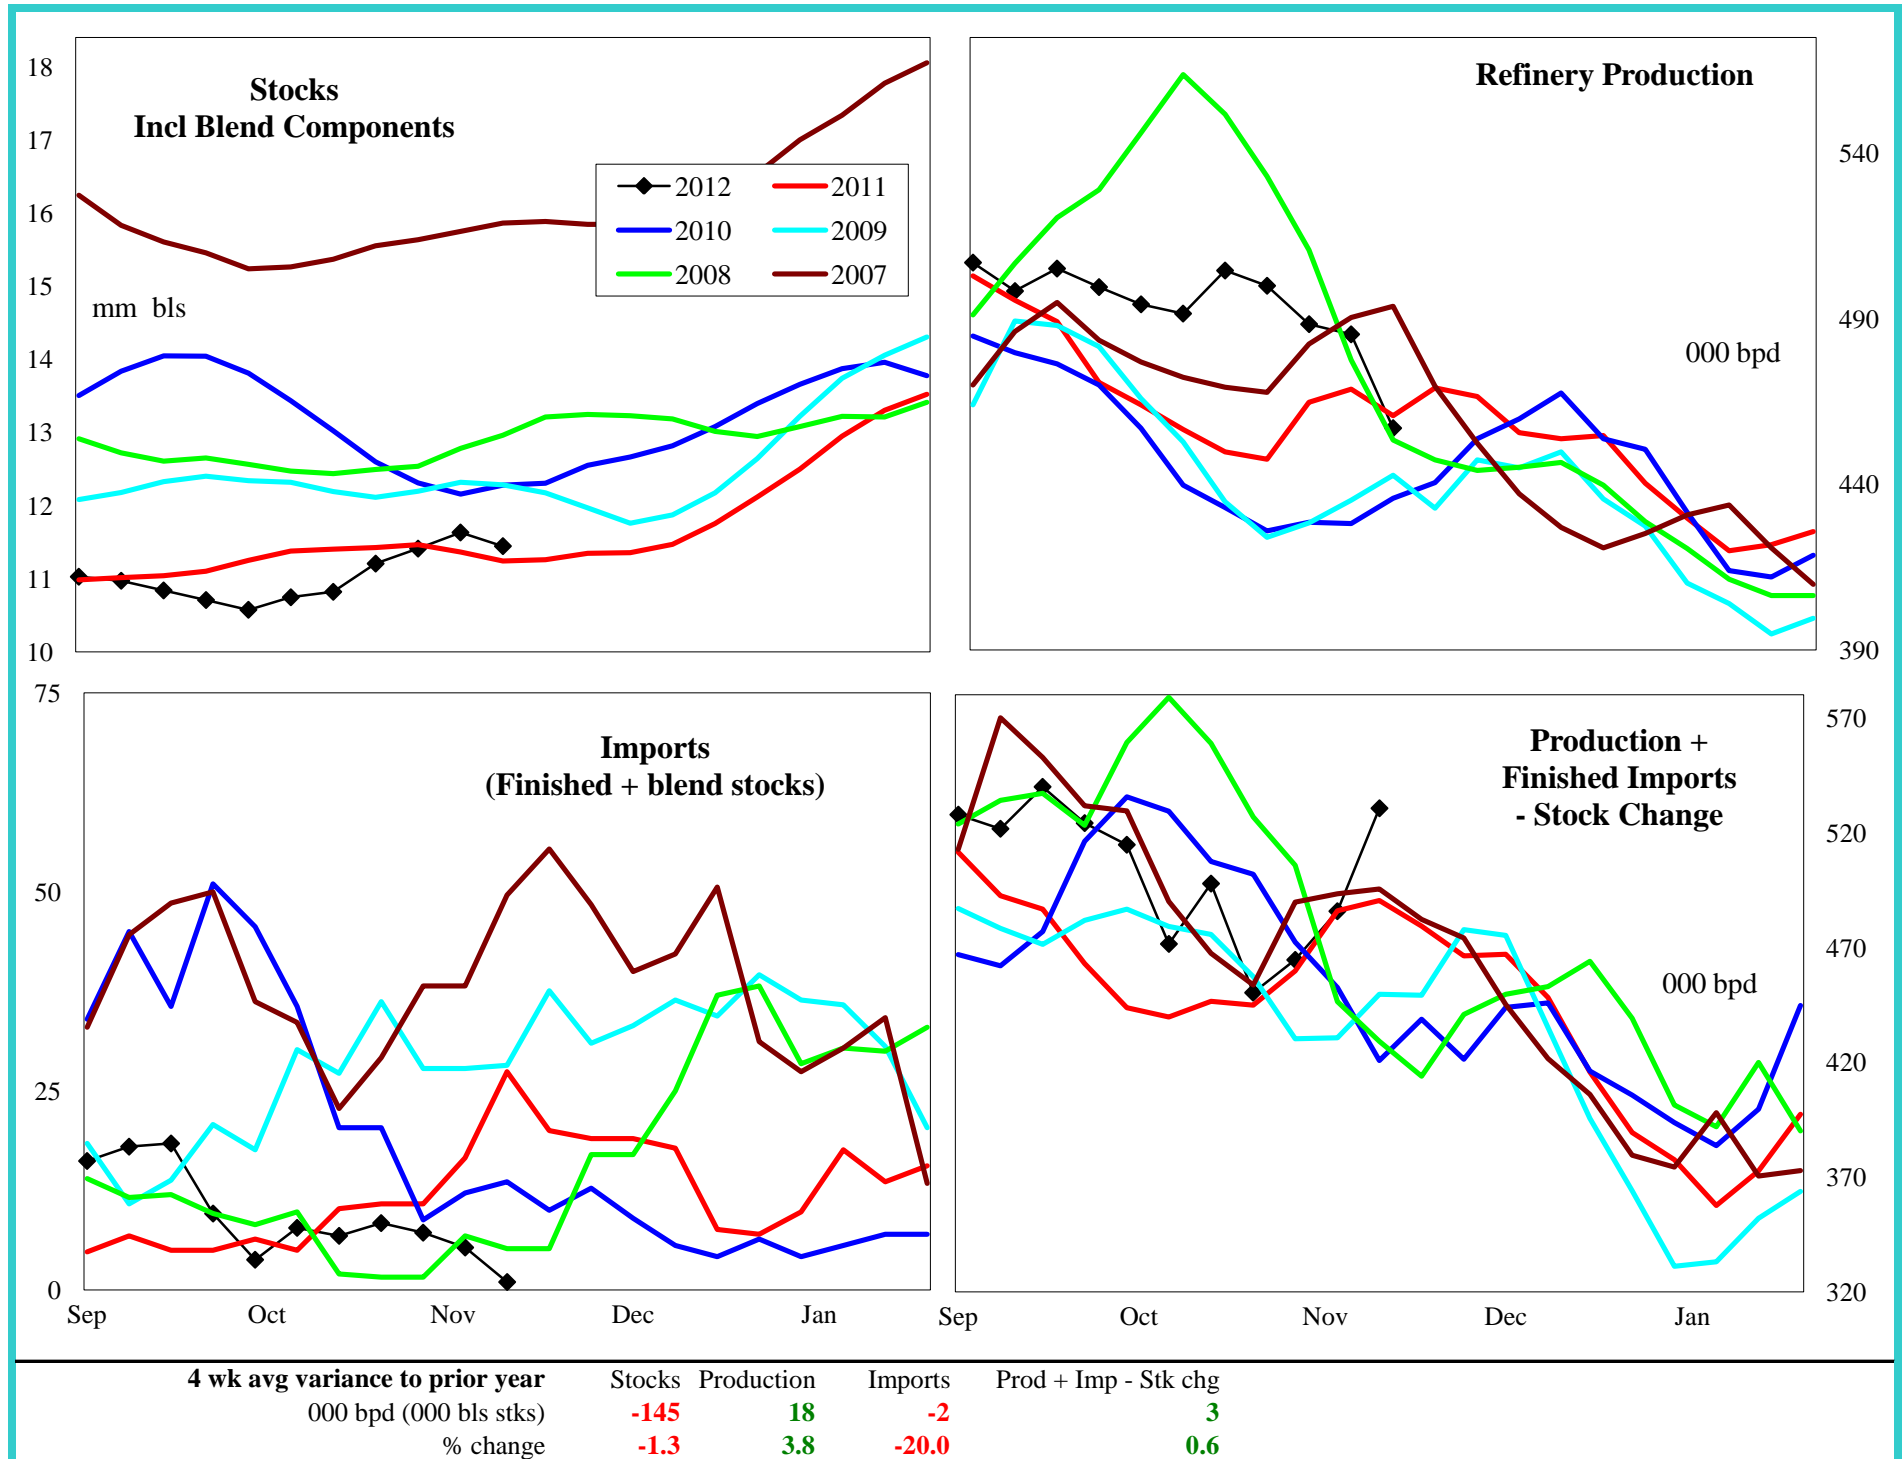 Stocks
Incl Blend Components
18
17
16
15
14
13
12
11
10
mm bls
2012 2011
2010 2009
2008 2007
Refinery Production
540
490
440
390
000 bpd
Imports
(Finished + blend stocks)
75
50
25
0
Sep Oct Nov Dec Jan
Production +
Finished Imports
- Stock Change
570
520
470
420
370
320
000 bpd
Sep Oct Nov Dec Jan
4 wk avg variance to prior year Stocks Production Imports Prod + Imp - Stk chg
000 bpd (000 bls stks) -145 18 -2 3
% change -1.3 3.8 -20.0 0.6